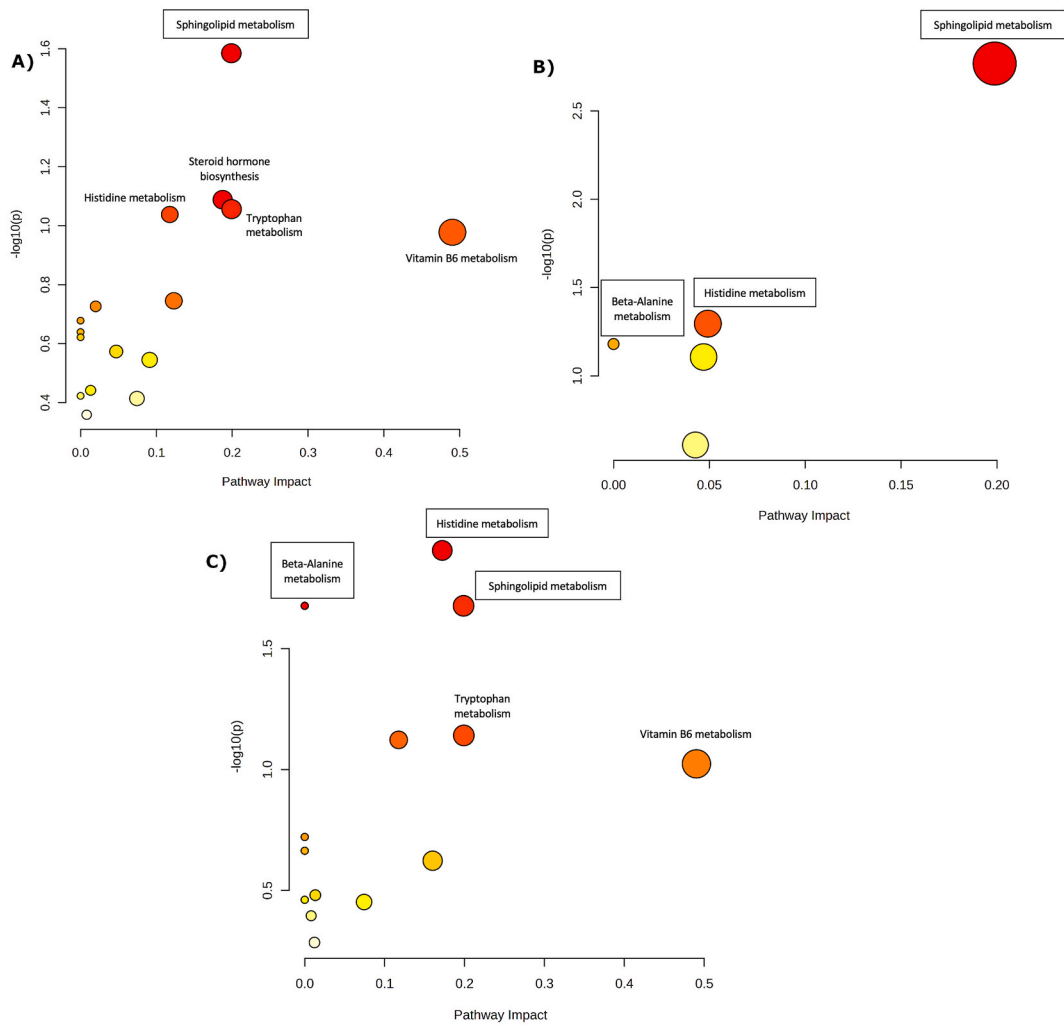 Sphingolipid metabolism
A)
1.6
1.4
1.2
1.0
0.8
0.6
0.4
-log10(p)
Steroid hormone
biosynthesis
Histidine metabolism
Tryptophan
metabolism
Vitamin B6 metabolism
0.0 0.1 0.2 0.3 0.4 0.5
Pathway Impact
Sphingolipid metabolism
B)
2.5
2.0
1.5
1.0
-log10(p)
Beta-Alanine
metabolism
Histidine metabolism
0.00 0.05 0.10 0.15 0.20
Pathway Impact
Histidine metabolism
C)
Beta-Alanine
metabolism
Sphingolipid metabolism
1.5
1.0
0.5
-log10(p)
Tryptophan
metabolism
Vitamin B6 metabolism
0.0 0.1 0.2 0.3 0.4 0.5
Pathway Impact